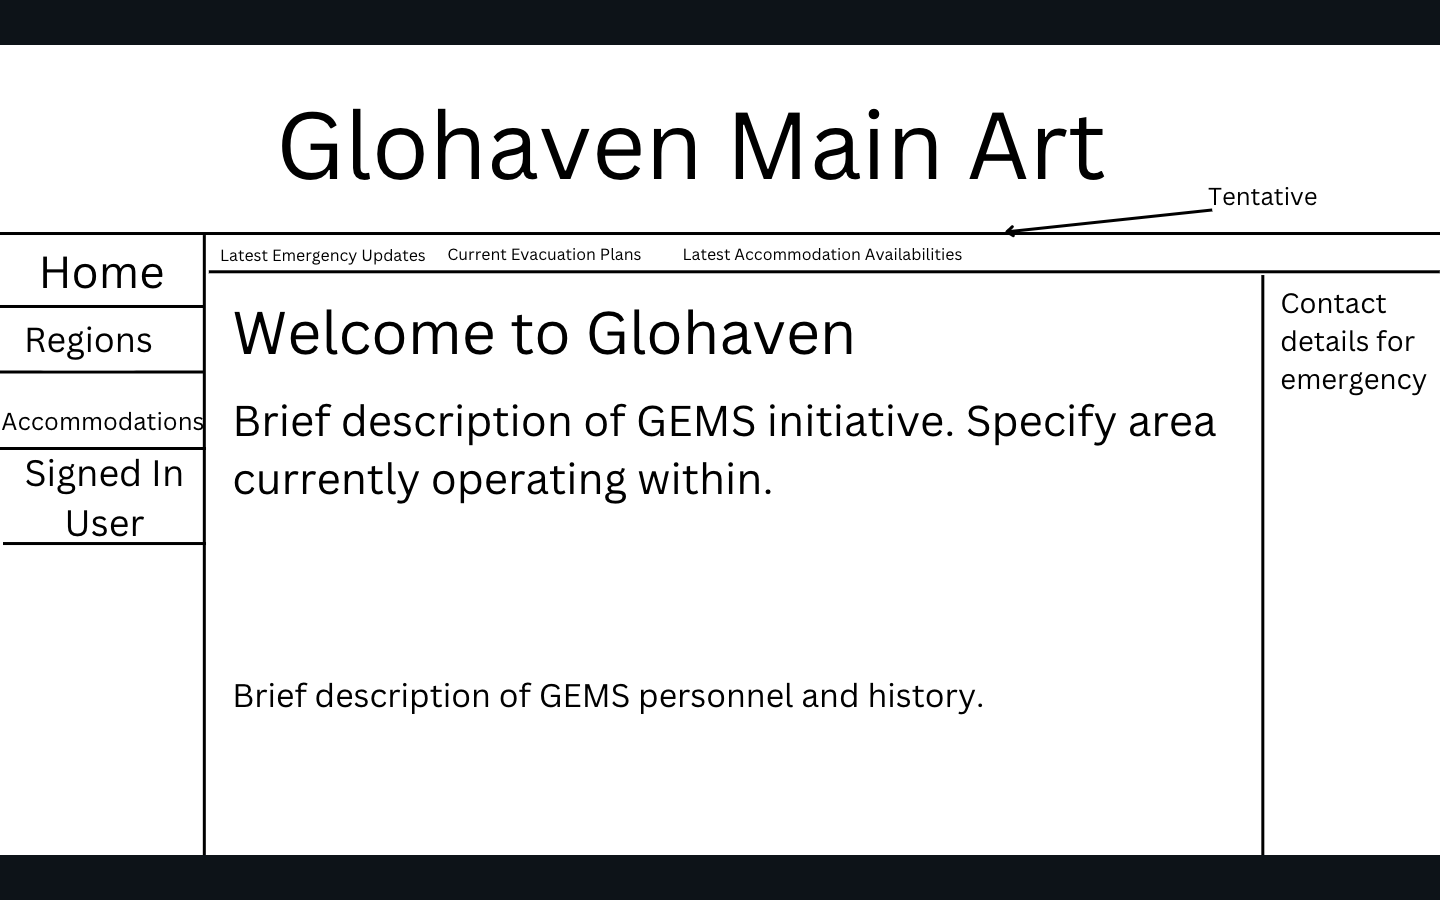 Glohaven Main Art
Tentative
Latest Emergency Updates
Current Evacuation Plans
Latest Accommodation Availabilities
Home
Regions
Accommodations
Signed In
User
Welcome to Glohaven
Brief description of GEMS initiative. Specify area
currently operating within.
Brief description of GEMS personnel and history.
Contact
details for
emergency